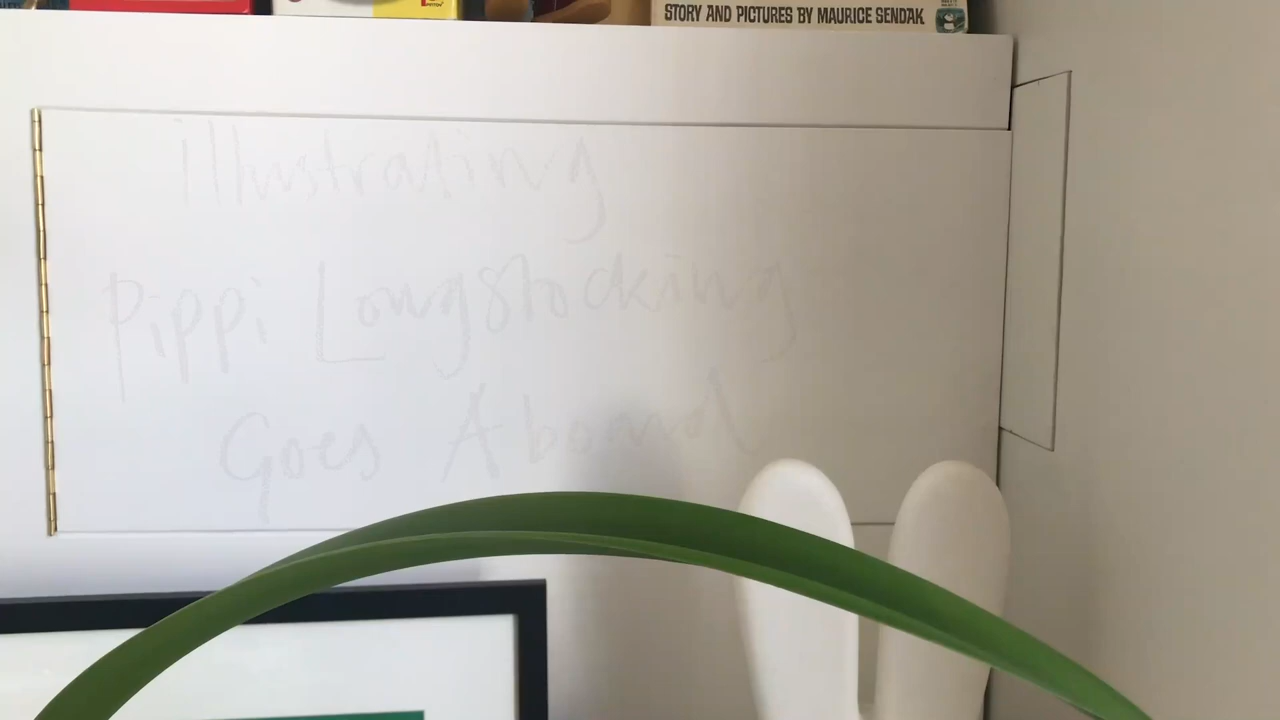 STORY AND PICTURES BY MAURICE SENDAK
illustrating
Pippi Longstocking
Goes Aboard